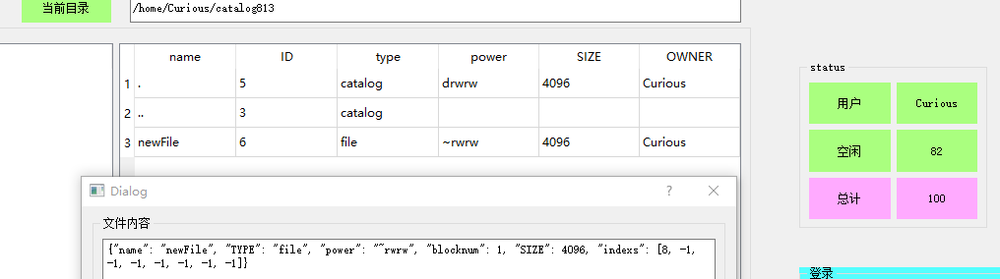 当前目录 /home/Curious/catalog813
name ID type power SIZE OWNER
1 . 5 catalog drwrw 4096 Curious
2 .. 3 catalog
3 newFile 6 file ~rwrw 4096 Curious
status
用户 Curious
空闲 82
总计 100
登录
Dialog ?
文件内容
{"name": "newFile", "TYPE": "file", "power": "~rwrw", "blocknum": 1, "SIZE": 4096, "indexs": [8, -1,
-1, -1, -1, -1, -1, -1]}